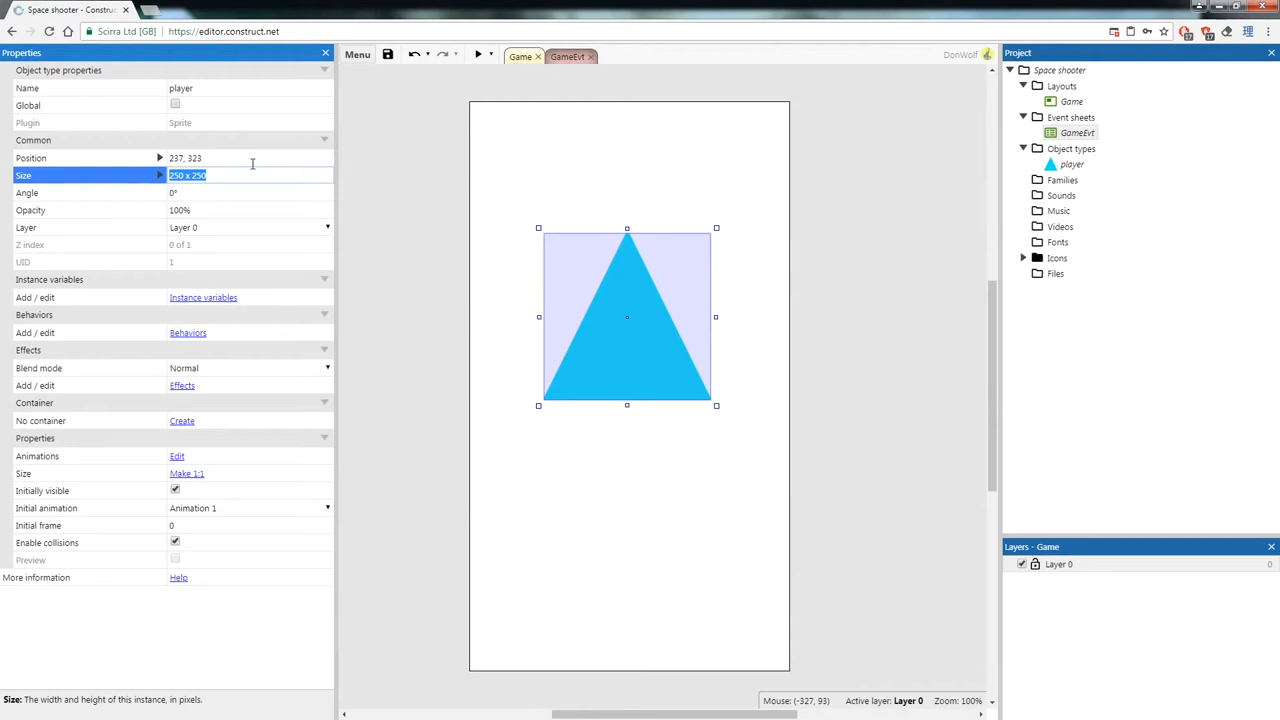 Space shooter - Constru
Scirra Ltd [GB]
https://editor.construct.net
Properties
Menu
Game
GameEvt
DonWolf
Project
Object type properties
Name
player
Global
Plugin
Sprite
Common
Position
237, 323
Size
250 x 250
Angle
0°
Opacity
100%
Layer
Layer 0
Z index
0 of 1
UID
1
Instance variables
Add / edit
Instance variables
Behaviors
Add / edit
Behaviors
Effects
Blend mode
Normal
Add / edit
Effects
Container
No container
Create
Properties
Animations
Edit
Size
Make 1:1
Initially visible
Initial animation
Animation 1
Initial frame
0
Enable collisions
Preview
More information
Help
Size: The width and height of this instance, in pixels.
Space shooter
Layouts
Game
Event sheets
GameEvt
Object types
player
Families
Sounds
Music
Videos
Fonts
Icons
Files
Layers - Game
Layer 0
0
Mouse: (-327, 93)
Active layer: Layer 0
Zoom: 100%